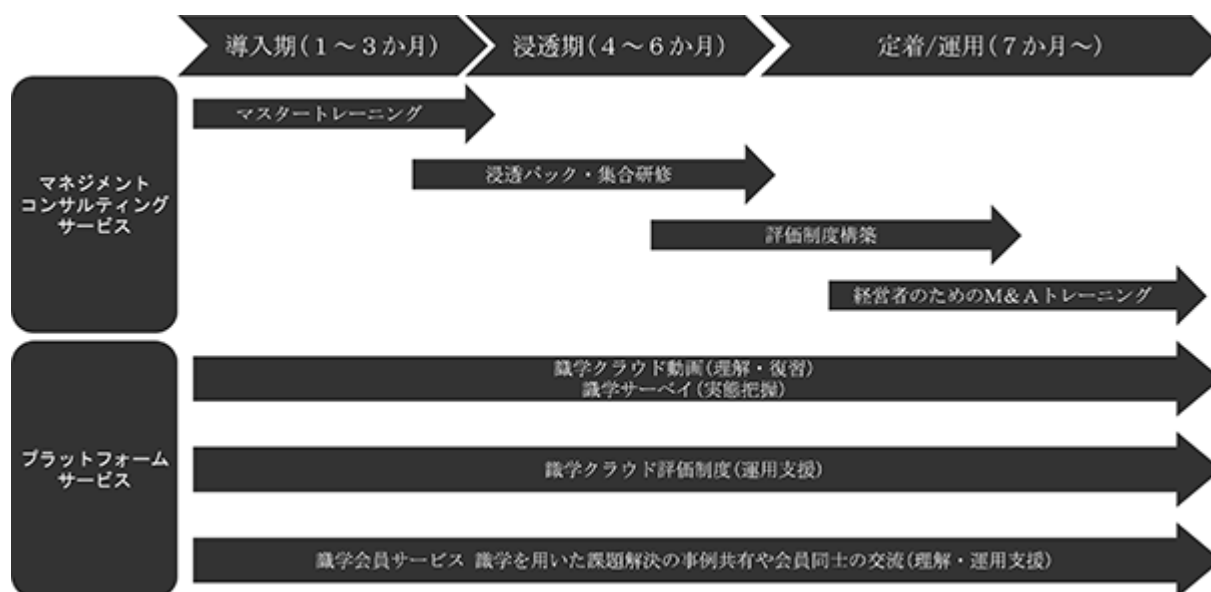 導入期(1～3か月)
浸透期(4～6か月)
定着/運用(7か月～)
マネジメント
コンサルティング
サービス
マスタートレーニング
浸透パック・集合研修
評価制度構築
経営者のためのM&Aトレーニング
プラットフォーム
サービス
識学クラウド動画(理解・復習)
識学サーベイ(実態把握)
識学クラウド評価制度(運用支援)
識学会員サービス 識学を用いた課題解決の事例共有や会員同士の交流(理解・運用支援)